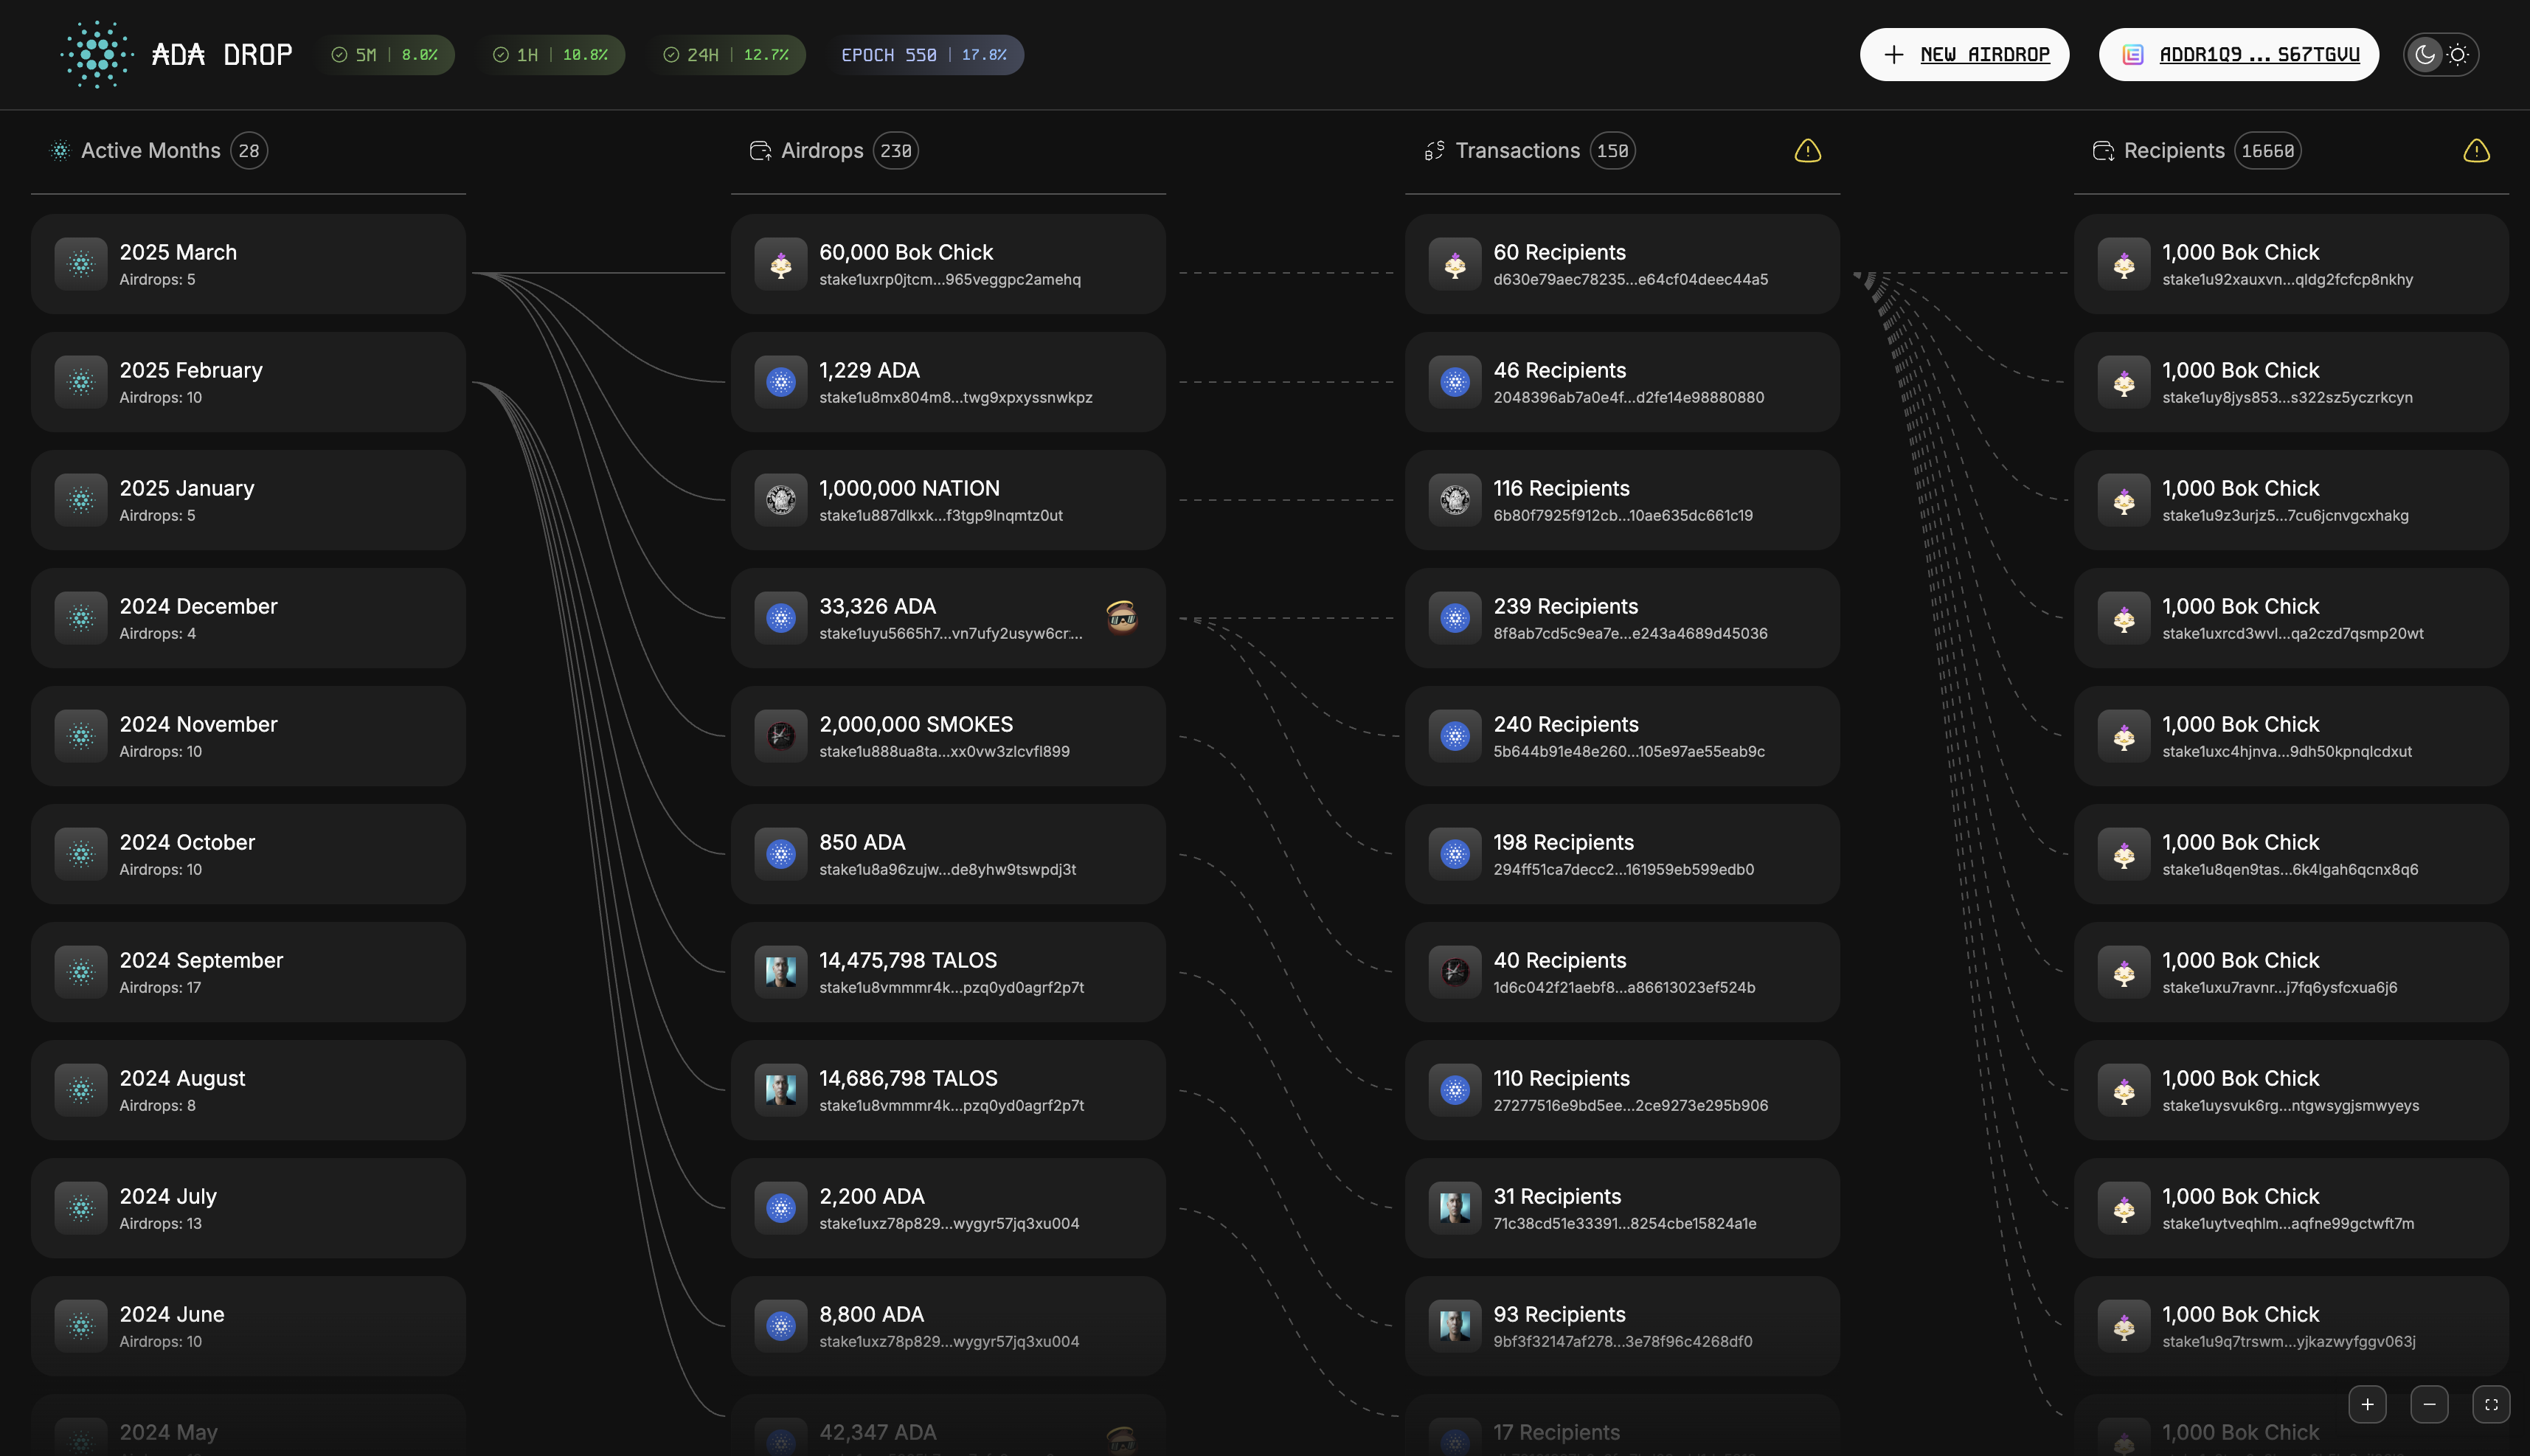 ADA DROP
5M | 8.0%
1H | 10.8%
24H | 12.7%
EPOCH 550 | 17.8%
NEW AIRDROP
ADDR1Q9 ... S67TGVU
Active Months 28
2025 March
Airdrops: 5
2025 February
Airdrops: 10
2025 January
Airdrops: 5
2024 December
Airdrops: 4
2024 November
Airdrops: 10
2024 October
Airdrops: 10
2024 September
Airdrops: 17
2024 August
Airdrops: 8
2024 July
Airdrops: 13
2024 June
Airdrops: 10
2024 May
Airdrops 230
60,000 Bok Chick
stake1uxrp0jtcm...965veggpc2amehq
1,229 ADA
stake1u8mx804m8...twg9xpxyssnwkpz
1,000,000 NATION
stake1u887dlkxk...f3tgp9lnqmtz0ut
33,326 ADA
stake1uyu5665h7...vn7ufy2usyw6cr...
2,000,000 SMOKES
stake1u888ua8ta...xx0vw3zlcvfl899
850 ADA
stake1u8a96zujw...de8yhw9tswpdj3t
14,475,798 TALOS
stake1u8vmmmr4k...pzq0yd0agrf2p7t
14,686,798 TALOS
stake1u8vmmmr4k...pzq0yd0agrf2p7t
2,200 ADA
stake1uxz78p829...wygyr57jq3xu004
8,800 ADA
stake1uxz78p829...wygyr57jq3xu004
42,347 ADA
Transactions 150
60 Recipients
d630e79aec78235...e64cf04deec44a5
46 Recipients
2048396ab7a0e4f...d2fe14e98880880
116 Recipients
6b80f7925f912cb...10ae635dc661c19
239 Recipients
8f8ab7cd5c9ea7e...e243a4689d45036
240 Recipients
5b644b91e48e260...105e97ae55eab9c
198 Recipients
294ff51ca7decc2...161959eb599edb0
40 Recipients
1d6c042f21aebf8...a86613023ef524b
110 Recipients
27277516e9bd5ee...2ce9273e295b906
31 Recipients
71c38cd51e33391...8254cbe15824a1e
93 Recipients
9bf3f32147af278...3e78f96c4268df0
17 Recipients
Recipients 16660
1,000 Bok Chick
stake1u92xauxvn...qldg2fcfcp8nkhy
1,000 Bok Chick
stake1uy8jys853...s322sz5yczrkcyn
1,000 Bok Chick
stake1u9z3urjz5...7cu6jcnvgcxhakg
1,000 Bok Chick
stake1uxrcd3wvl...qa2czd7qsmp20wt
1,000 Bok Chick
stake1uxc4hjnva...9dh50kpnqlcdxut
1,000 Bok Chick
stake1u8qen9tas...6k4lgah6qcnx8q6
1,000 Bok Chick
stake1uxu7ravnr...j7fq6ysfcxua6j6
1,000 Bok Chick
stake1uysvuk6rg...ntgwsygjsmwyeys
1,000 Bok Chick
stake1uytveqhlm...aqfne99gctwft7m
1,000 Bok Chick
stake1u9q7trswm...yjkazwyfggv063j
1,000 Bok Chick